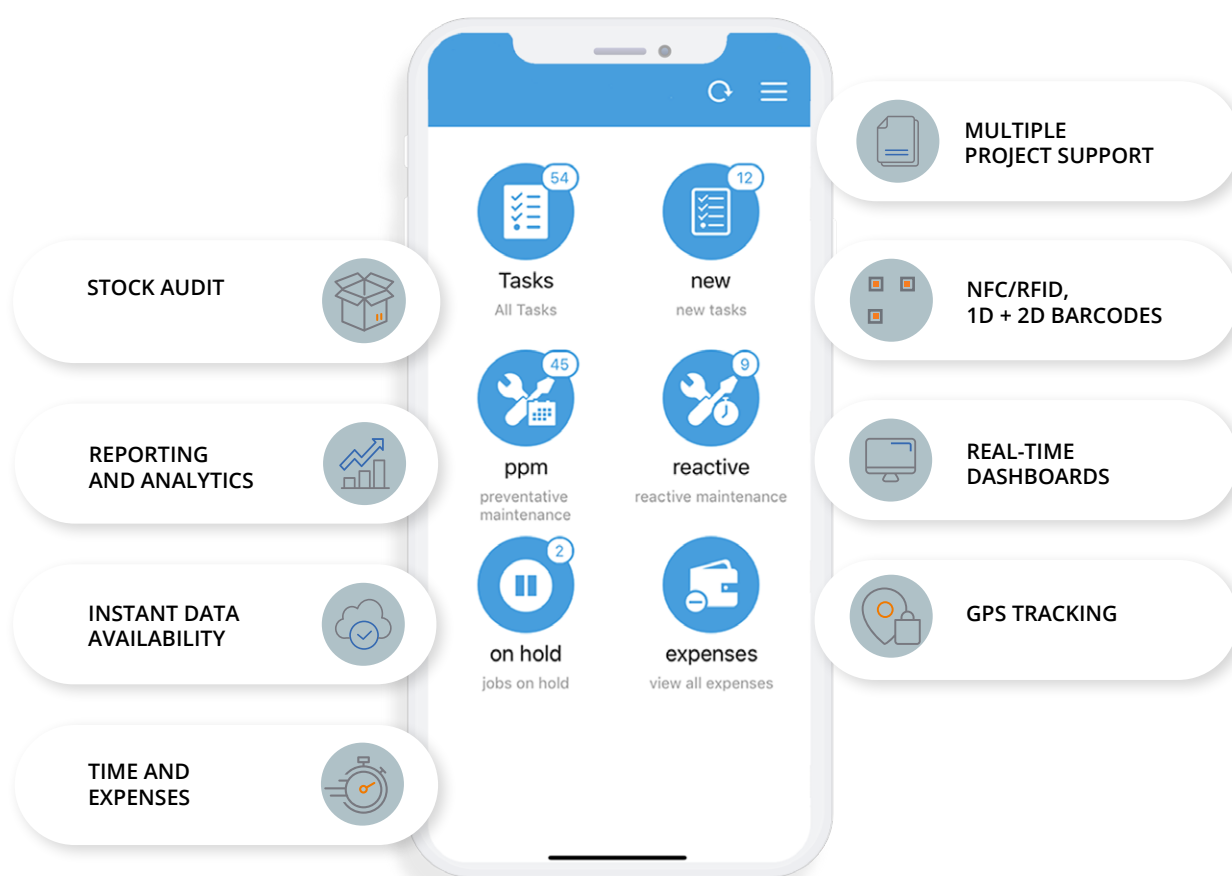 STOCK AUDIT
REPORTING
AND ANALYTICS
INSTANT DATA
AVAILABILITY
TIME AND
EXPENSES
54
Tasks
All Tasks
12
new
new tasks
45
ppm
preventative
maintenance
9
reactive
reactive maintenance
2
on hold
jobs on hold
expenses
view all expenses
MULTIPLE
PROJECT SUPPORT
NFC/RFID,
1D + 2D BARCODES
REAL-TIME
DASHBOARDS
GPS TRACKING